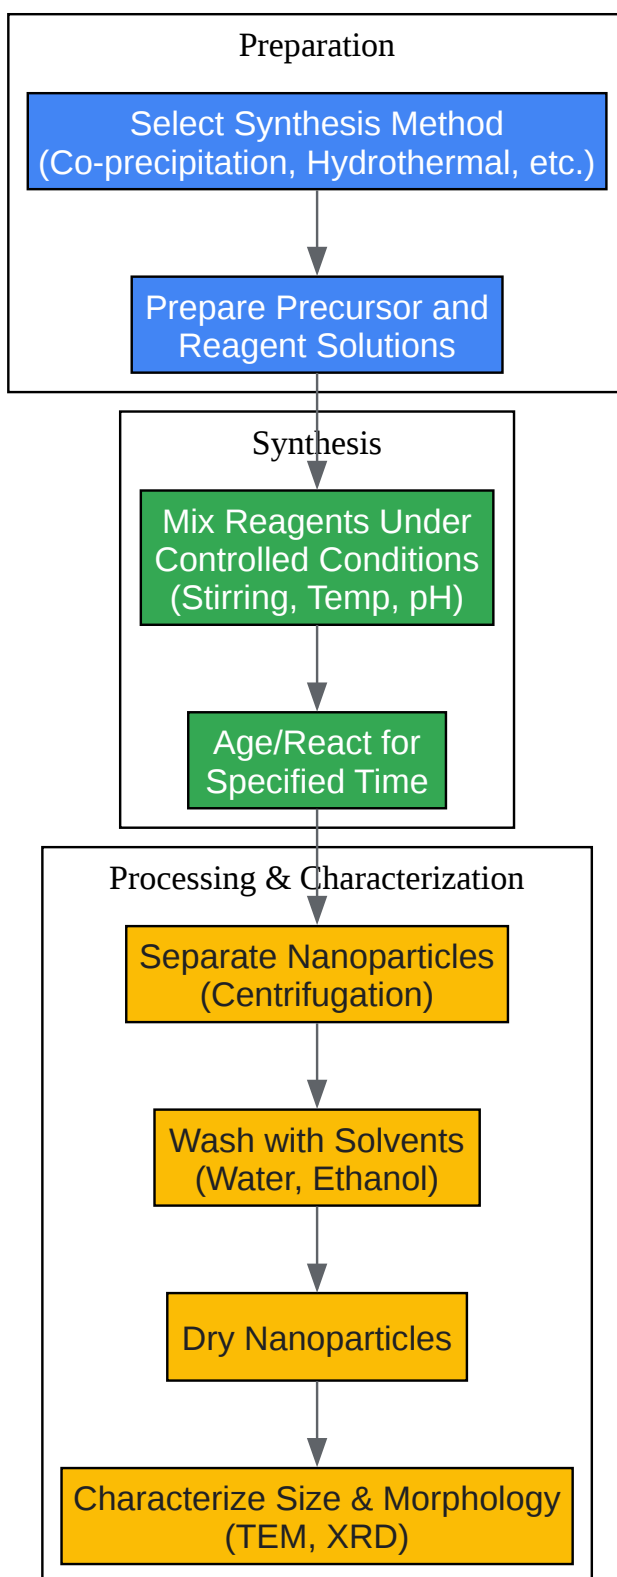 Preparation
Select Synthesis Method
(Co-precipitation, Hydrothermal, etc.)
Prepare Precursor and
Reagent Solutions
Synthesis
Mix Reagents Under
Controlled Conditions
(Stirring, Temp, pH)
Age/React for
Specified Time
Processing & Characterization
Separate Nanoparticles
(Centrifugation)
Wash with Solvents
(Water, Ethanol)
Dry Nanoparticles
Characterize Size & Morphology
(TEM, XRD)